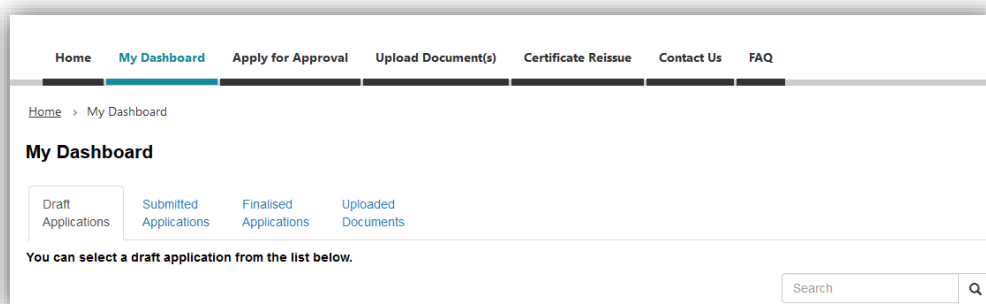 Home My Dashboard Apply for Approval Upload Document(s) Certificate Reissue Contact Us FAQ
Home > My Dashboard
My Dashboard
Draft Applications
Submitted Applications
Finalised Applications
Uploaded Documents
You can select a draft application from the list below.
Search